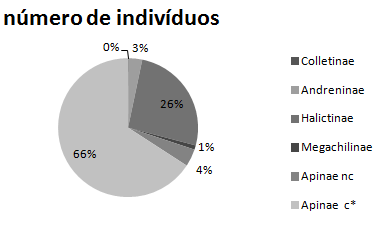 número de indivíduos
0%
3%
26%
1%
4%
66%
Colletinae
Andreninae
Halictinae
Megachilinae
Apinae nc
Apinae c*